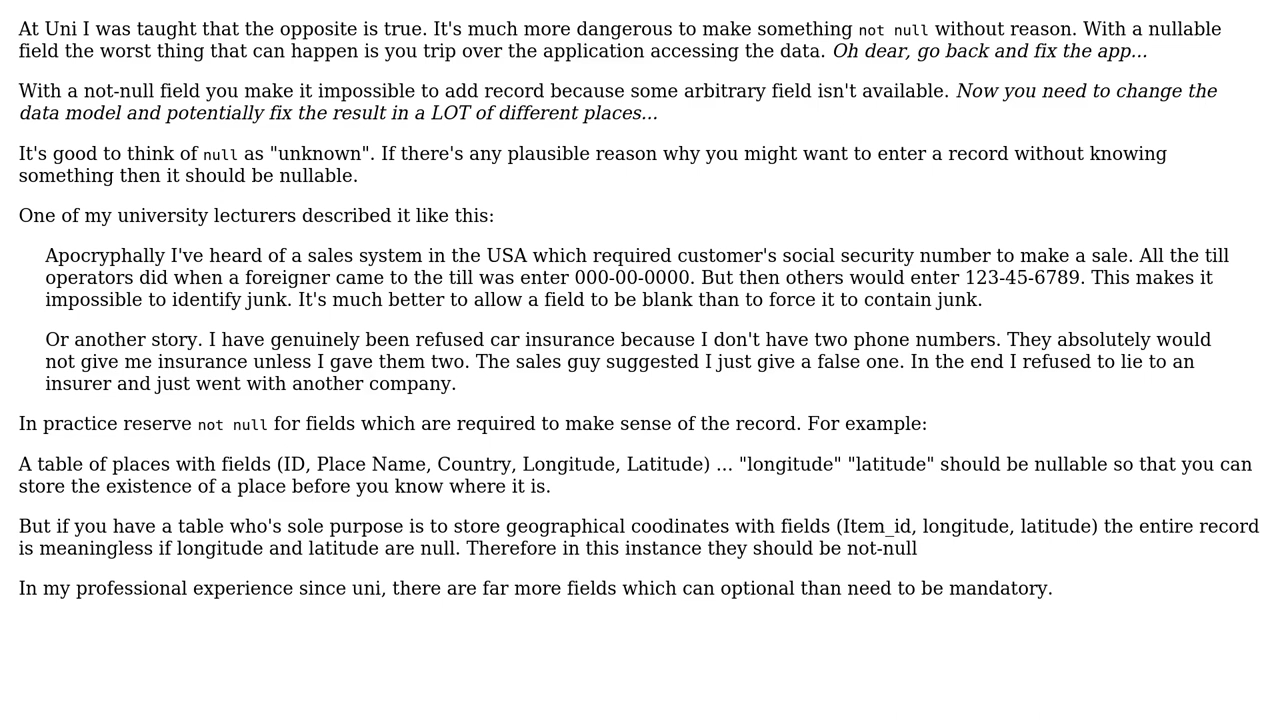 At Uni I was taught that the opposite is true. It's much more dangerous to make something not null without reason. With a nullable
field the worst thing that can happen is you trip over the application accessing the data. Oh dear, go back and fix the app...
With a not-null field you make it impossible to add record because some arbitrary field isn't available. Now you need to change the
data model and potentially fix the result in a LOT of different places...
It's good to think of null as "unknown". If there's any plausible reason why you might want to enter a record without knowing
something then it should be nullable.
One of my university lecturers described it like this:
Apocryphally I've heard of a sales system in the USA which required customer's social security number to make a sale. All the till
operators did when a foreigner came to the till was enter 000-00-0000. But then others would enter 123-45-6789. This makes it
impossible to identify junk. It's much better to allow a field to be blank than to force it to contain junk.
Or another story. I have genuinely been refused car insurance because I don't have two phone numbers. They absolutely would
not give me insurance unless I gave them two. The sales guy suggested I just give a false one. In the end I refused to lie to an
insurer and just went with another company.
In practice reserve not null for fields which are required to make sense of the record. For example:
A table of places with fields (ID, Place Name, Country, Longitude, Latitude) ... "longitude" "latitude" should be nullable so that you can
store the existence of a place before you know where it is.
But if you have a table who's sole purpose is to store geographical coodinates with fields (Item_id, longitude, latitude) the entire record
is meaningless if longitude and latitude are null. Therefore in this instance they should be not-null
In my professional experience since uni, there are far more fields which can optional than need to be mandatory.